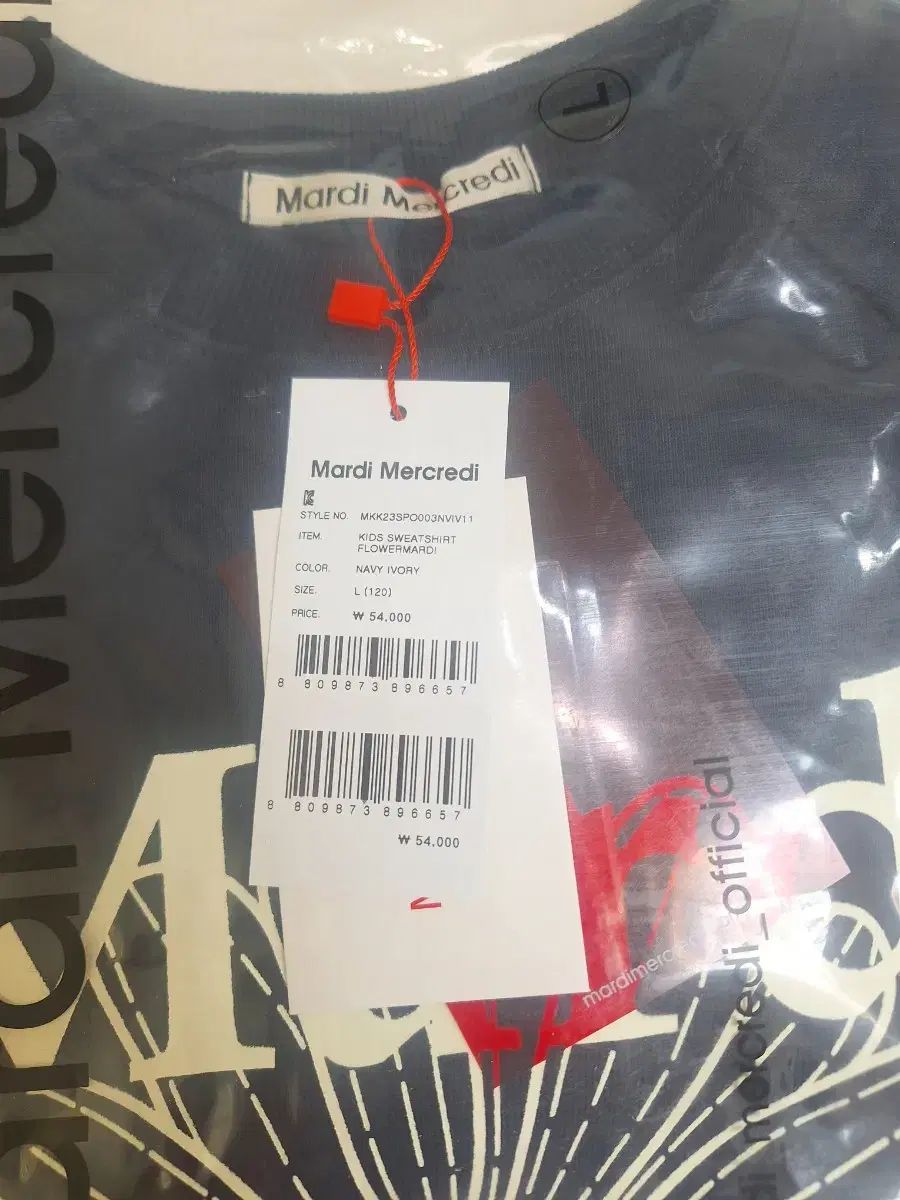 L
Mardi Mercredi
Mardi Mercredi
STYLE NO. MKK23SPO003NVIV11
ITEM. KIDS SWEATSHIRT
FLOWERMARDI
COLOR. NAVY IVORY
SIZE. L (120)
PRICE. ₩ 54.000
8 809873 896657
8 809873 896657
₩ 54.000